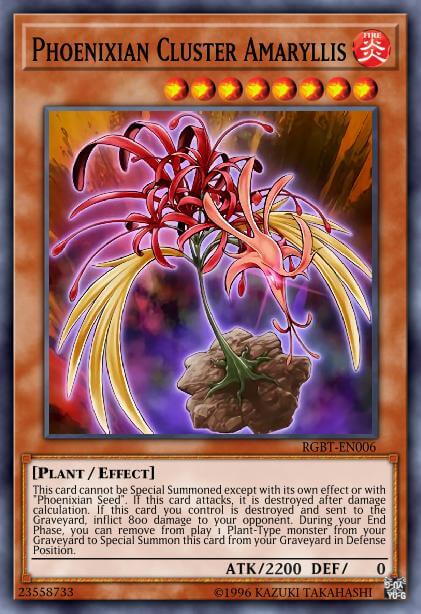 PHOENIXIAN CLUSTER AMARYLLIS
FIRE
炎
RGBT-EN006
[PLANT / EFFECT]
This card cannot be Special Summoned except with its own effect or with
"Phoenixian Seed". If this card attacks, it is destroyed after damage
calculation. If this card you control is destroyed and sent to the
Graveyard, inflict 800 damage to your opponent. During your End
Phase, you can remove from play 1 Plant-Type monster from your
Graveyard to Special Summon this card from your Graveyard in Defense
Position.
ATK/2200 DEF/ 0
23558733
©1996 KAZUKI TAKAHASHI